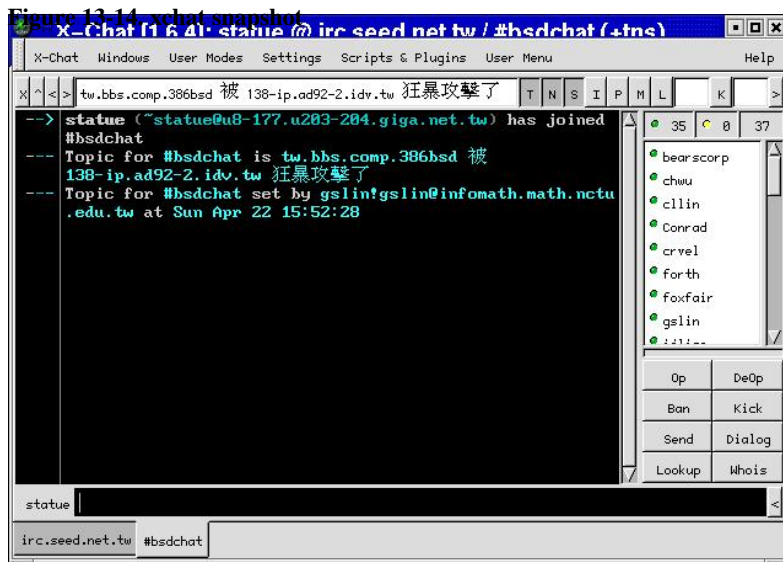 Figure 13-14. xchat snapshot
X-Chat [1.6.4]: statue @ irc.seed.net.tw / #bsdchat (+tns)
X-Chat Windows User Modes Settings Scripts & Plugins User Menu Help
X ^ < > tw.bbs.comp.386bsd 被 138-ip.ad92-2.idv.tw 狂暴攻擊了 T N S I P M L K >
--> statue (~statue@u8-177.u203-204.giga.net.tw) has joined
#bsdchat
--- Topic for #bsdchat is tw.bbs.comp.386bsd 被
138-ip.ad92-2.idv.tw 狂暴攻擊了
--- Topic for #bsdchat set by gslin!gslin@infomath.math.nctu
.edu.tw at Sun Apr 22 15:52:28
35 0 37
bearscorp
chwu
cllin
Conrad
crvel
forth
foxfair
gslin
Op DeOp
Ban Kick
Send Dialog
Lookup Whois
statue <
irc.seed.net.tw #bsdchat